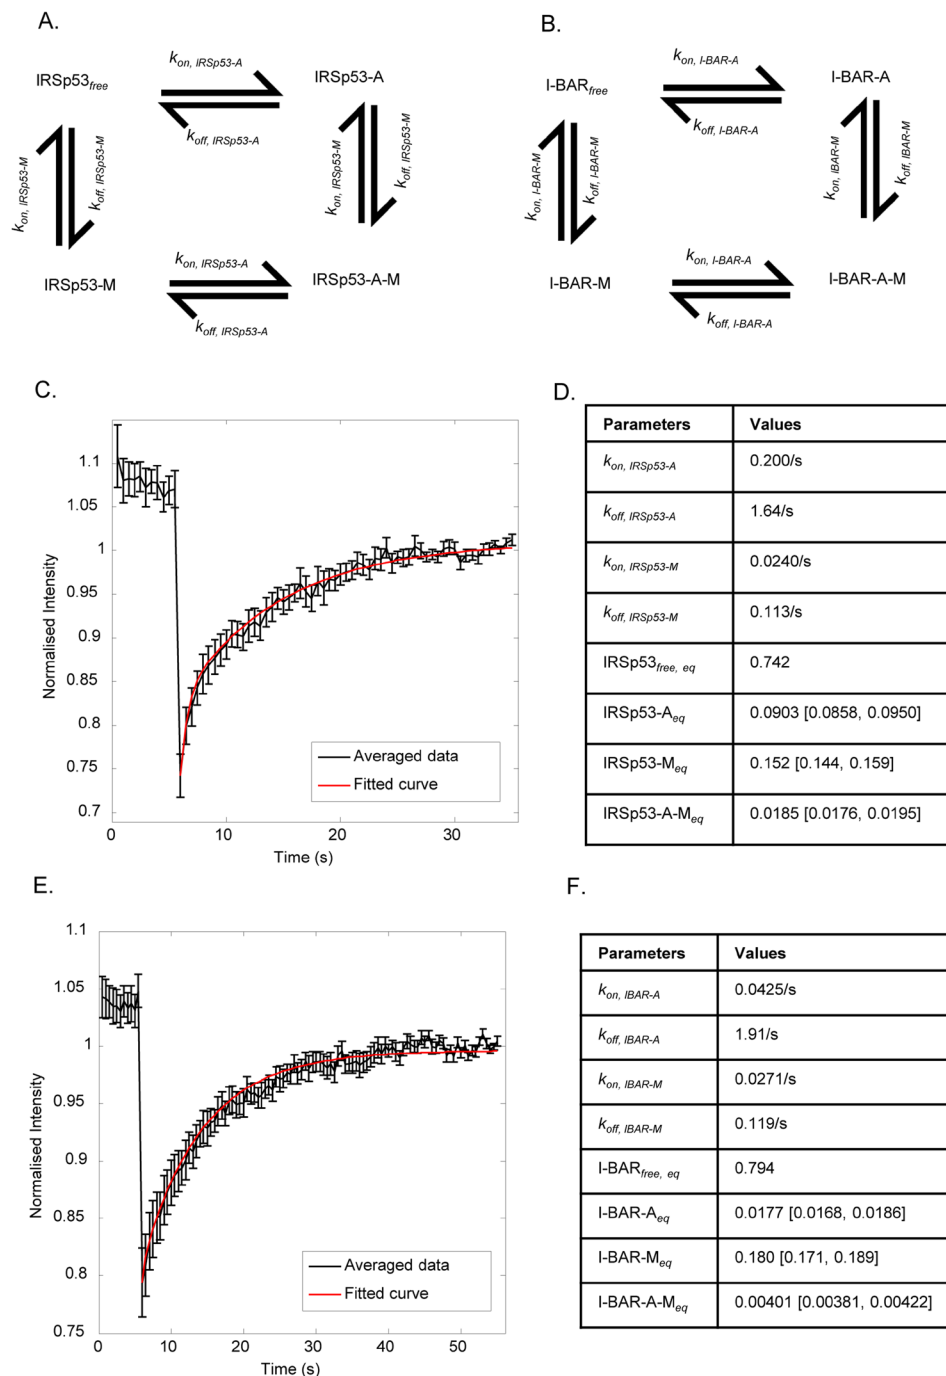 A.
IRSp53free
kon, IRSp53-A
koff, IRSp53-A
IRSp53-A
kon, IRSp53-M
koff, IRSp53-M
kon, IRSp53-M
koff, IRSp53-M
IRSp53-M
kon, IRSp53-A
koff, IRSp53-A
IRSp53-A-M
B.
I-BARfree
kon, I-BAR-A
koff, I-BAR-A
I-BAR-A
kon, I-BAR-M
koff, I-BAR-M
kon, IBAR-M
koff, IBAR-M
I-BAR-M
kon, I-BAR-A
koff, I-BAR-A
I-BAR-A-M
C.
Normalised Intensity
1.1
1.05
1
0.95
0.9
0.85
0.8
0.75
0.7
0 10 20 30
Time (s)
Averaged data
Fitted curve
D.
Parameters Values
kon, IRSp53-A 0.200/s
koff, IRSp53-A 1.64/s
kon, IRSp53-M 0.0240/s
koff, IRSp53-M 0.113/s
IRSp53free, eq 0.742
IRSp53-Aeq 0.0903 [0.0858, 0.0950]
IRSp53-Meq 0.152 [0.144, 0.159]
IRSp53-A-Meq 0.0185 [0.0176, 0.0195]
E.
Normalised Intensity
1.1
1.05
1
0.95
0.9
0.85
0.8
0.75
0 10 20 30 40 50
Time (s)
Averaged data
Fitted curve
F.
Parameters Values
kon, IBAR-A 0.0425/s
koff, IBAR-A 1.91/s
kon, IBAR-M 0.0271/s
koff, IBAR-M 0.119/s
I-BARfree, eq 0.794
I-BAR-Aeq 0.0177 [0.0168, 0.0186]
I-BAR-Meq 0.180 [0.171, 0.189]
I-BAR-A-Meq 0.00401 [0.00381, 0.00422]